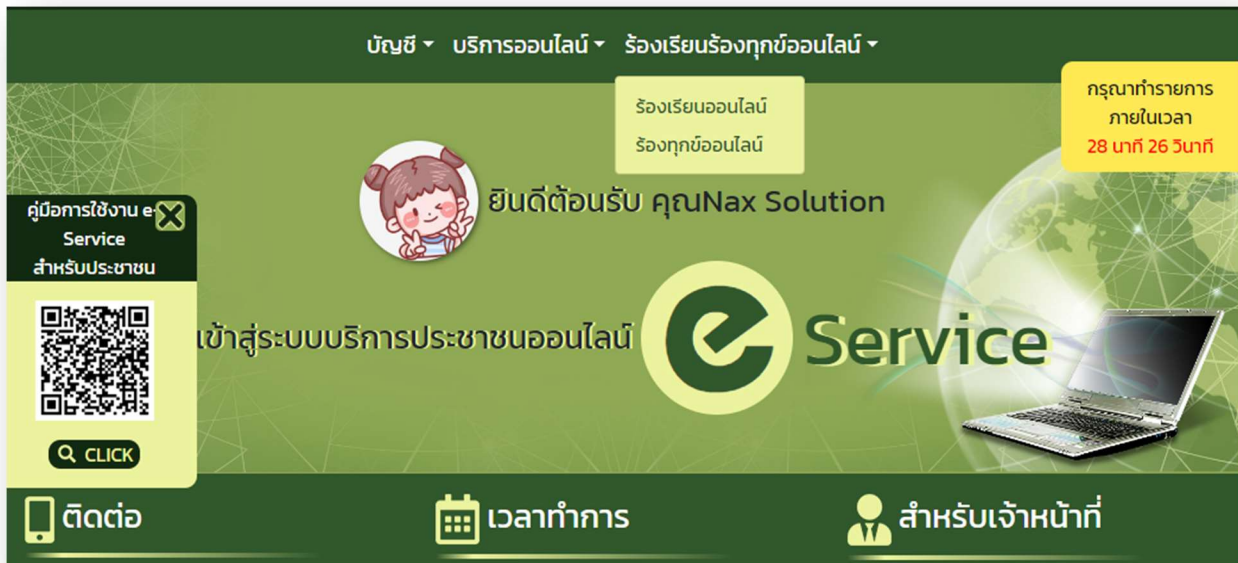 บัญชี บริการออนไลน์ ร้องเรียนร้องทุกข์ออนไลน์
ร้องเรียนออนไลน์
ร้องทุกข์ออนไลน์
กรุณาทำรายการ
ภายในเวลา
28 นาที 26 วินาที
ยินดีต้อนรับ คุณNax Solution
คู่มือการใช้งาน e-
Service
สำหรับประชาชน
เข้าสู่ระบบบริการประชาชนออนไลน์ e Service
CLICK
ติดต่อ เวลาทำการ สำหรับเจ้าหน้าที่